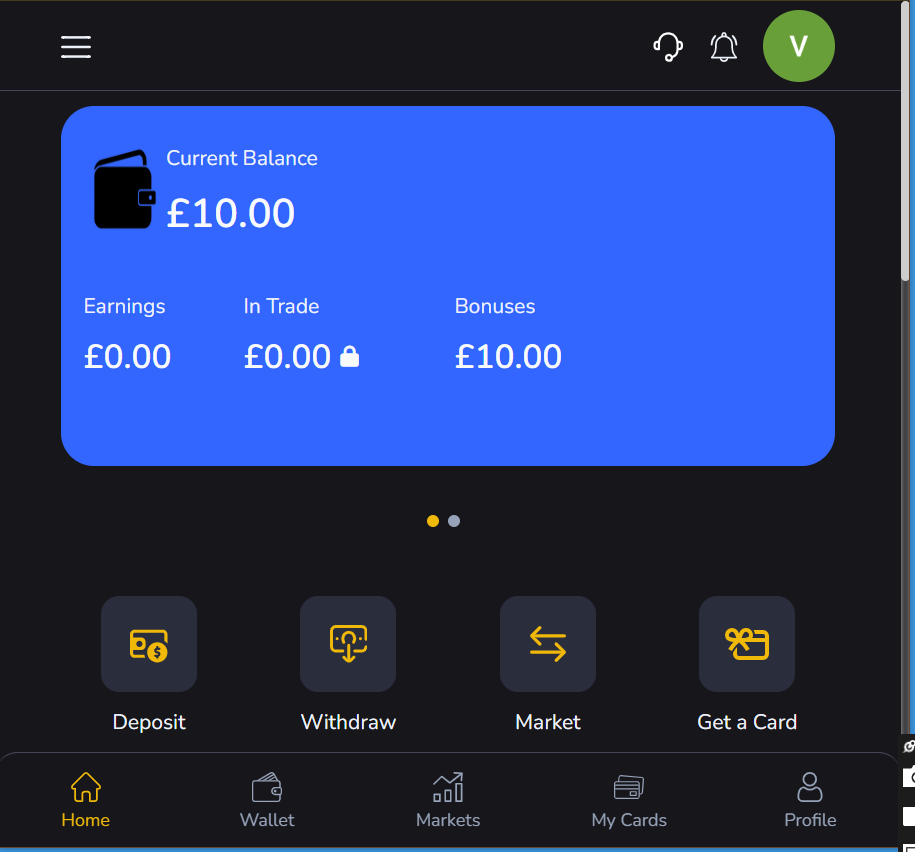 V
Current Balance
£10.00
Earnings In Trade Bonuses
£0.00 £0.00 £10.00
$
Deposit Withdraw Market Get a Card
Home Wallet Markets My Cards Profile